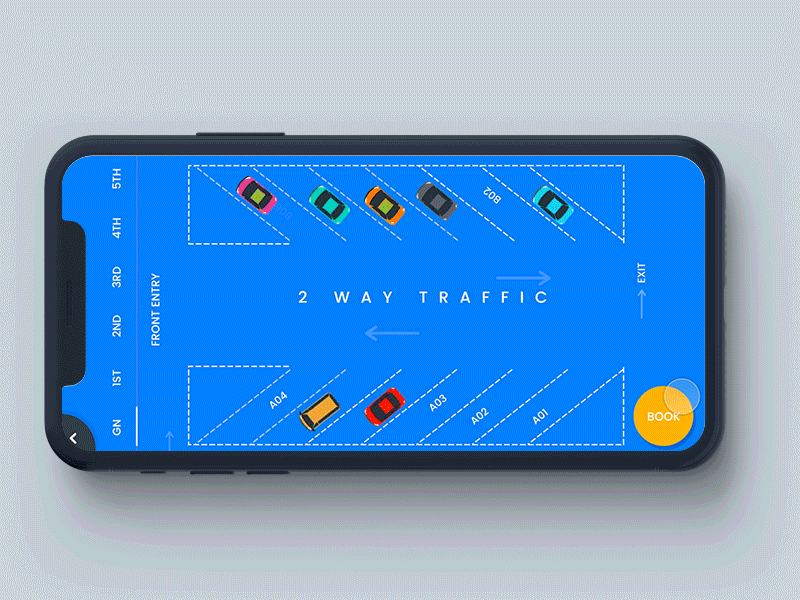 5TH
4TH
3RD
2ND
1ST
GN
FRONT ENTRY
B02
2 WAY TRAFFIC
EXIT
A04
A03
A02
A01
BOOK